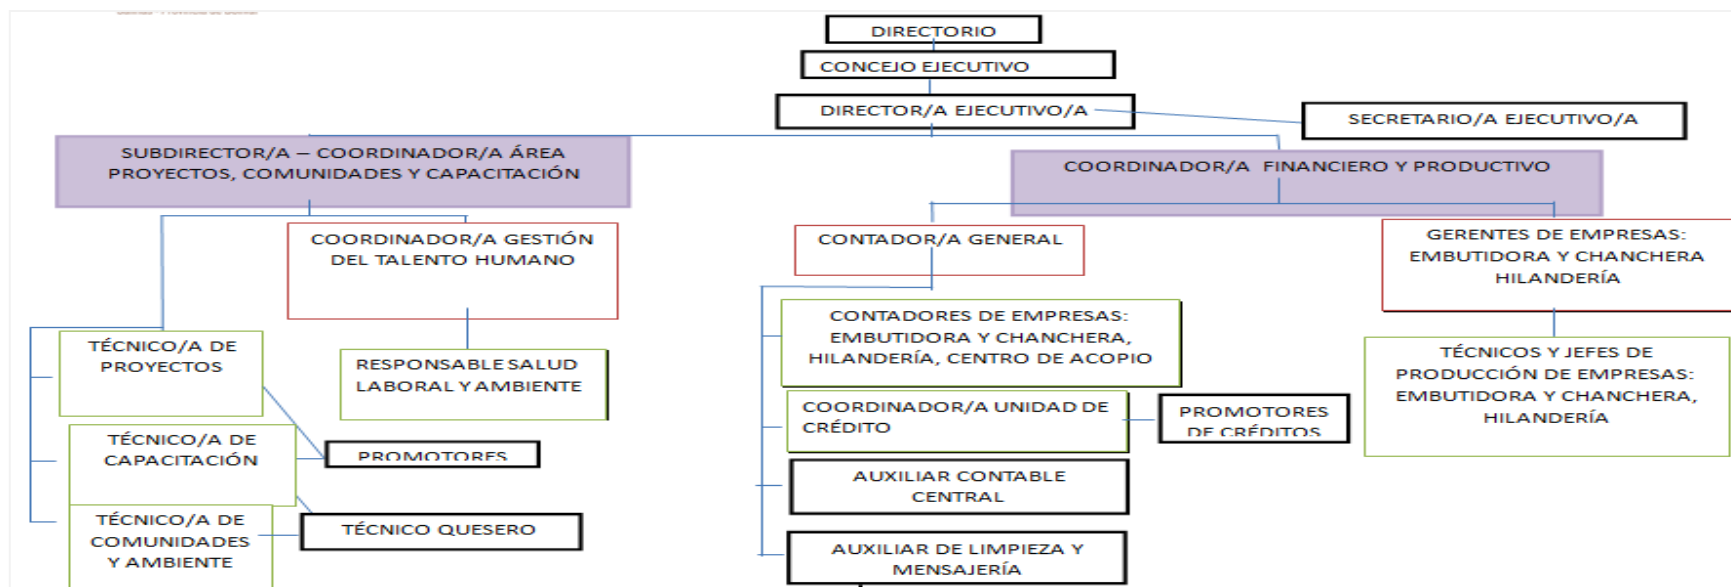 DIRECTORIO
CONCEJO EJECUTIVO
DIRECTOR/A EJECUTIVO/A
SECRETARIO/A EJECUTIVO/A
SUBDIRECTOR/A – COORDINADOR/A ÁREA
PROYECTOS, COMUNIDADES Y CAPACITACIÓN
COORDINADOR/A FINANCIERO Y PRODUCTIVO
COORDINADOR/A GESTIÓN
DEL TALENTO HUMANO
CONTADOR/A GENERAL
GERENTES DE EMPRESAS:
EMBUTIDORA Y CHANCHERA
HILANDERÍA
TÉCNICO/A DE
PROYECTOS
RESPONSABLE SALUD
LABORAL Y AMBIENTE
CONTADORES DE EMPRESAS:
EMBUTIDORA Y CHANCHERA,
HILANDERÍA, CENTRO DE ACOPIO
TÉCNICOS Y JEFES DE
PRODUCCIÓN DE EMPRESAS:
EMBUTIDORA Y CHANCHERA,
HILANDERÍA
COORDINADOR/A UNIDAD DE
CRÉDITO
PROMOTORES
DE CRÉDITOS
TÉCNICO/A DE
CAPACITACIÓN
PROMOTORES
AUXILIAR CONTABLE
CENTRAL
TÉCNICO/A DE
COMUNIDADES
Y AMBIENTE
TÉCNICO QUESERO
AUXILIAR DE LIMPIEZA Y
MENSAJERÍA